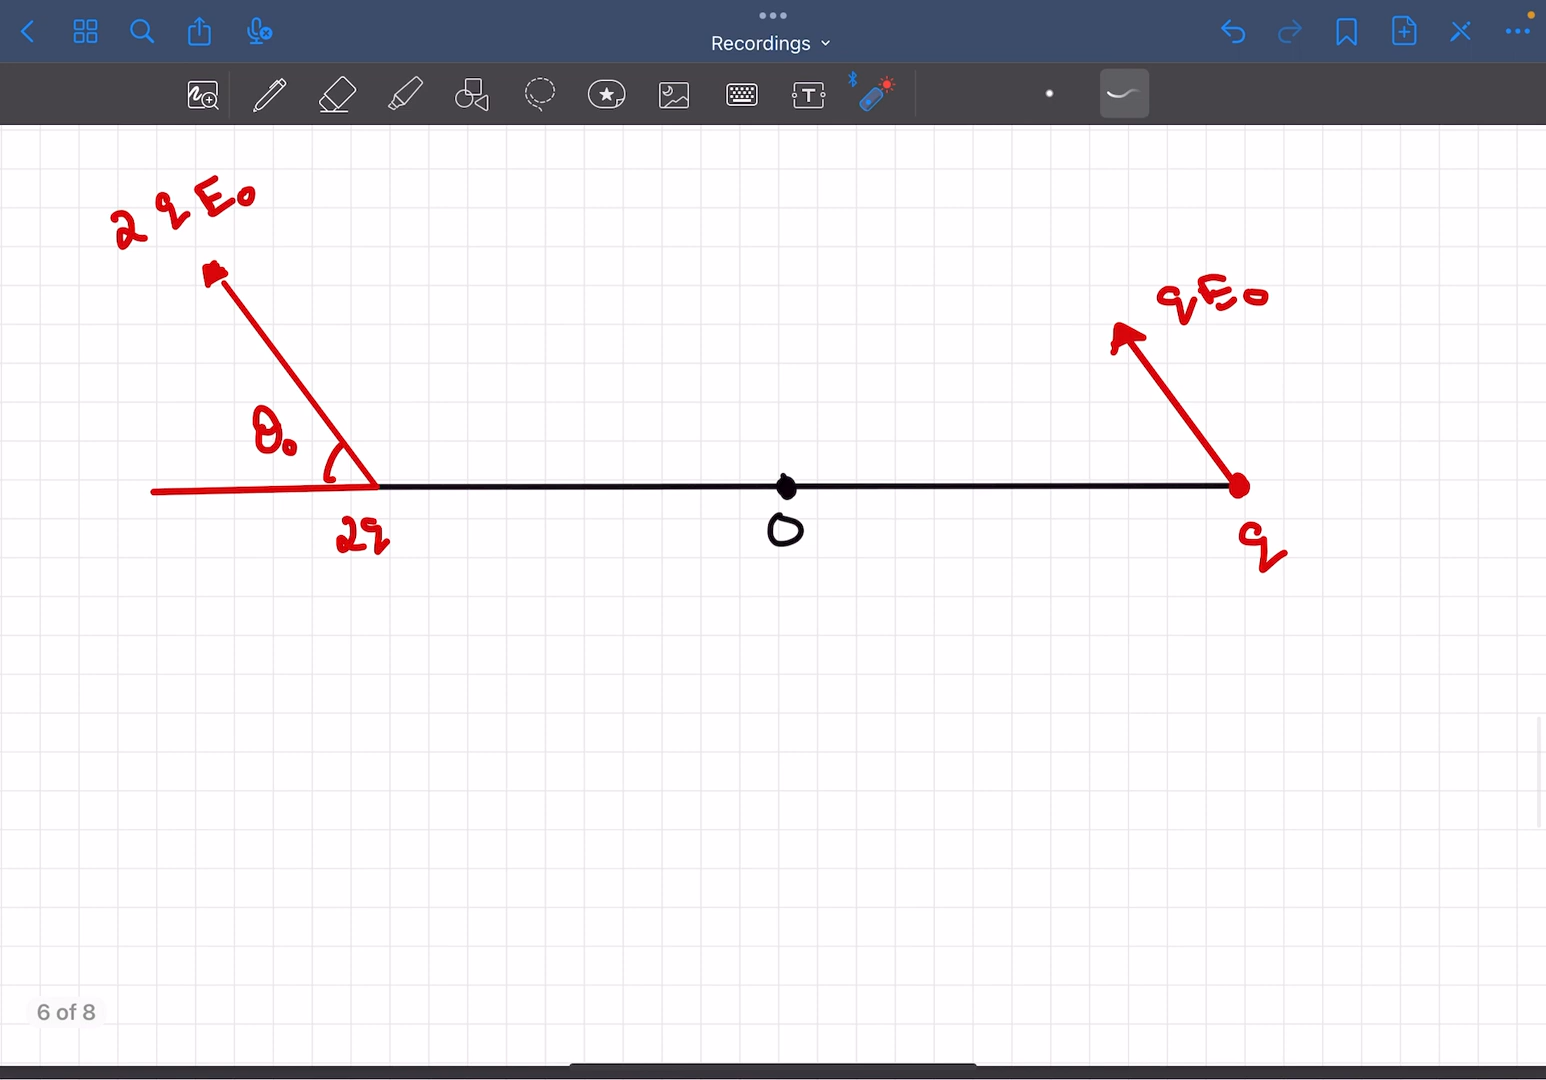 Recordings
T
2qE₀
qE₀
θ₀
2q
O
q
6 of 8